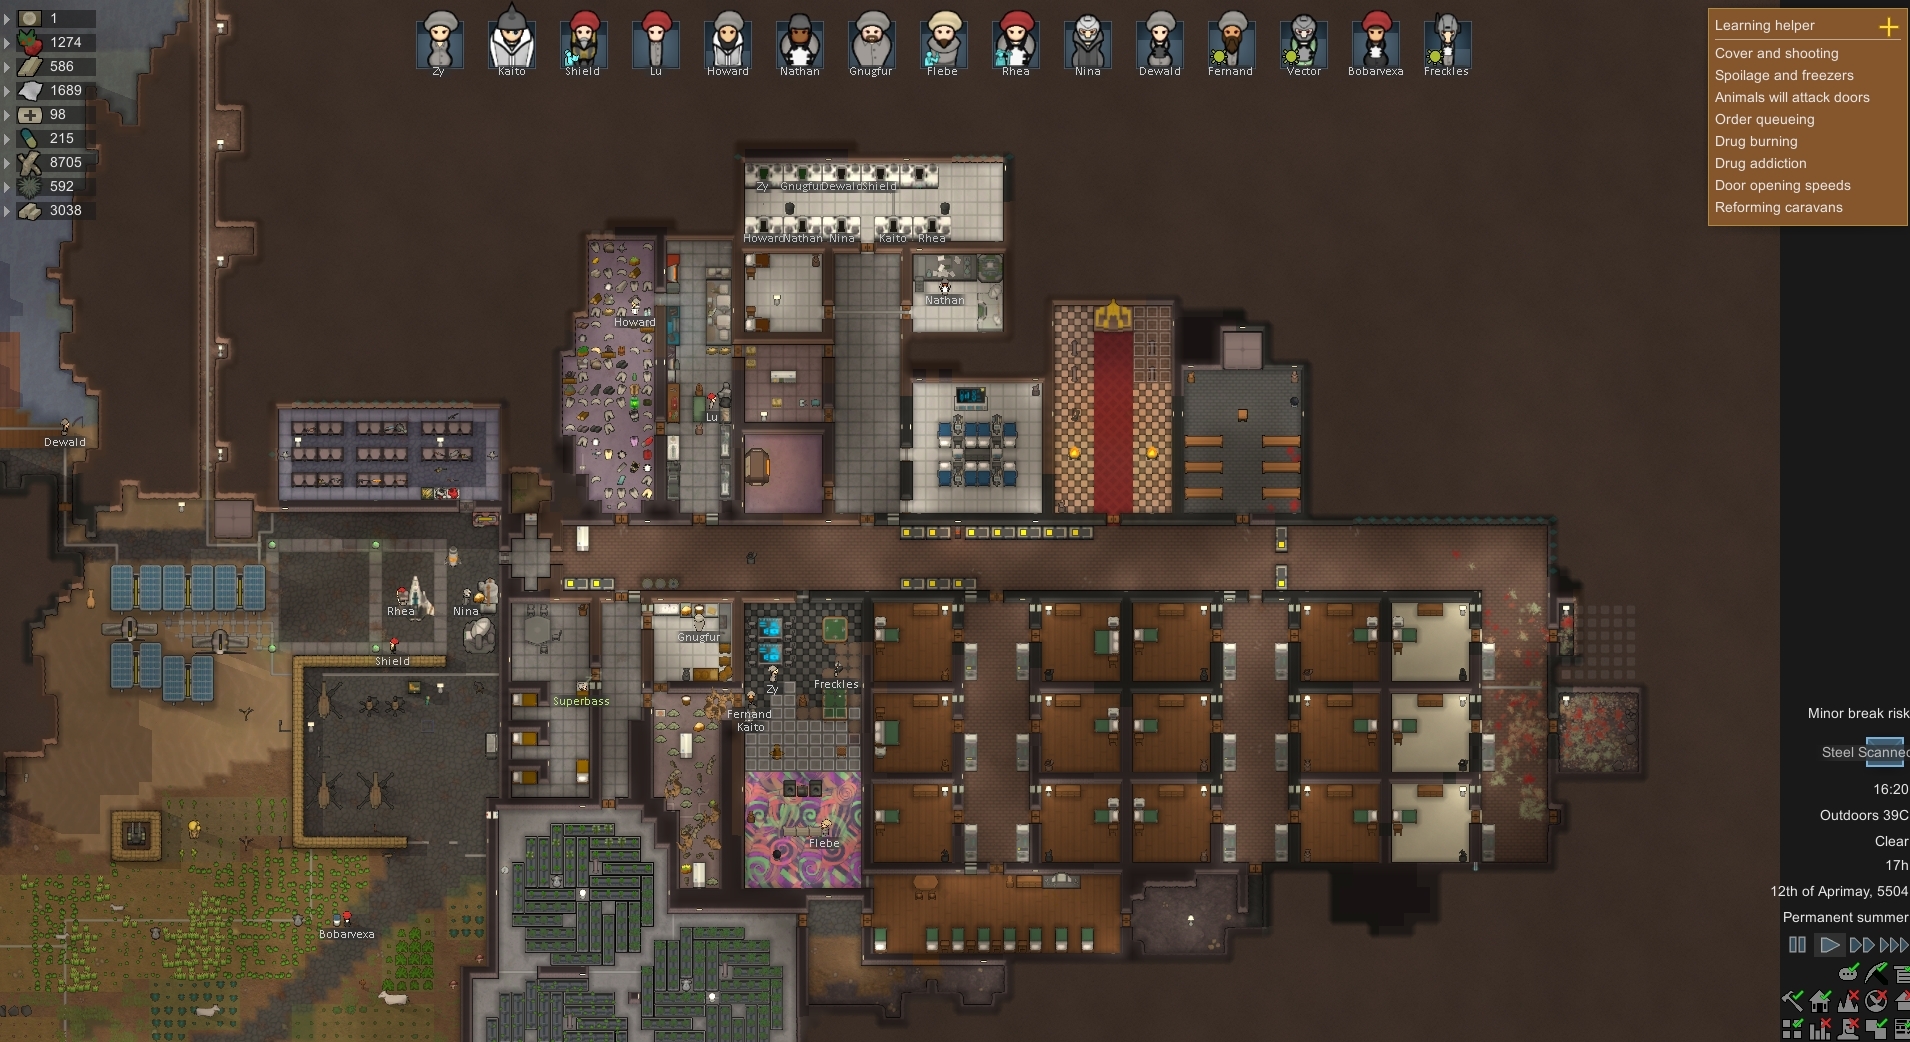 1
1274
586
1689
98
215
8705
592
3038
Zy
Kaito
Shield
Lu
Howard
Nathan
Gnugfur
Flebe
Rhea
Nina
Dewald
Fernand
Vector
Bobarvexa
Freckles
Learning helper
Cover and shooting
Spoilage and freezers
Animals will attack doors
Order queueing
Drug burning
Drug addiction
Door opening speeds
Reforming caravans
Zy Gnugfur Dewald Shield
Howard Nathan Nina Kaito Rhea
Nathan
Howard
Lu
Dewald
Rhea
Nina
Shield
Gnugfur
Zy
Freckles
Superbass
Fernand
Kaito
Flebe
Bobarvexa
Minor break risk
Steel Scanned
16:20
Outdoors 39C
Clear
17h
12th of Aprimay, 5504
Permanent summer